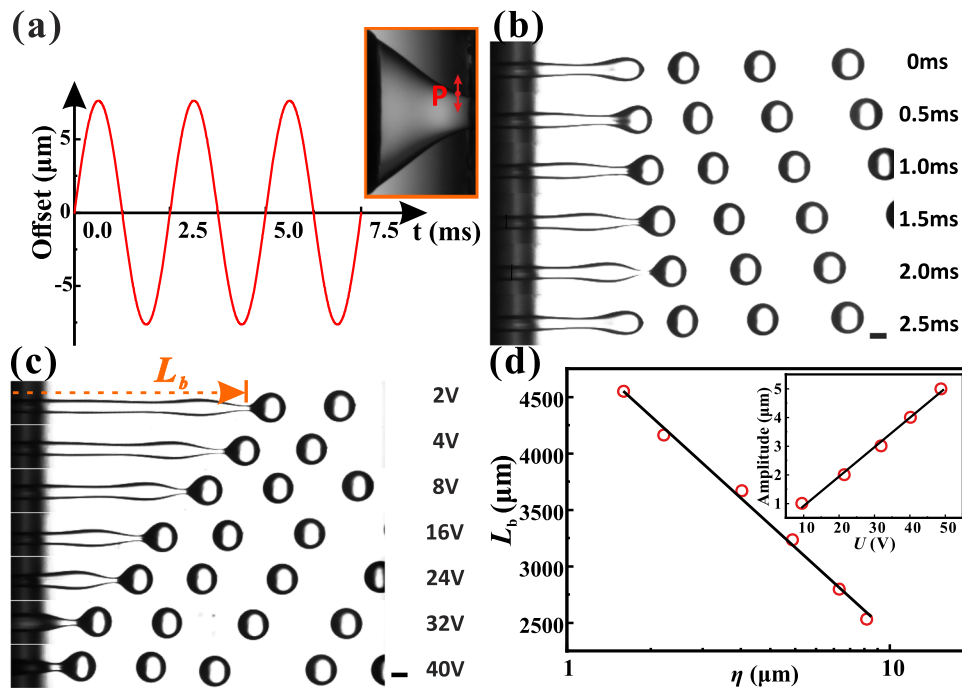 (a)
P
Offset (μm)
5
0
−5
0.0
2.5
5.0
7.5
t (ms)
(b)
0ms
0.5ms
1.0ms
1.5ms
2.0ms
2.5ms
(c)
L_b
2V
4V
8V
16V
24V
32V
40V
(d)
L_b (μm)
4500
4000
3500
3000
2500
1
10
η (μm)
Amplitude (μm)
5
4
3
2
1
10
20
30
40
50
U (V)